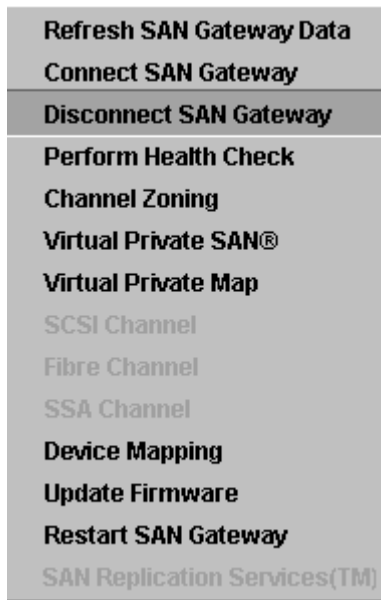 Refresh SAN Gateway Data
Connect SAN Gateway
Disconnect SAN Gateway
Perform Health Check
Channel Zoning
Virtual Private SAN®
Virtual Private Map
SCSI Channel
Fibre Channel
SSA Channel
Device Mapping
Update Firmware
Restart SAN Gateway
SAN Replication Services(TM)